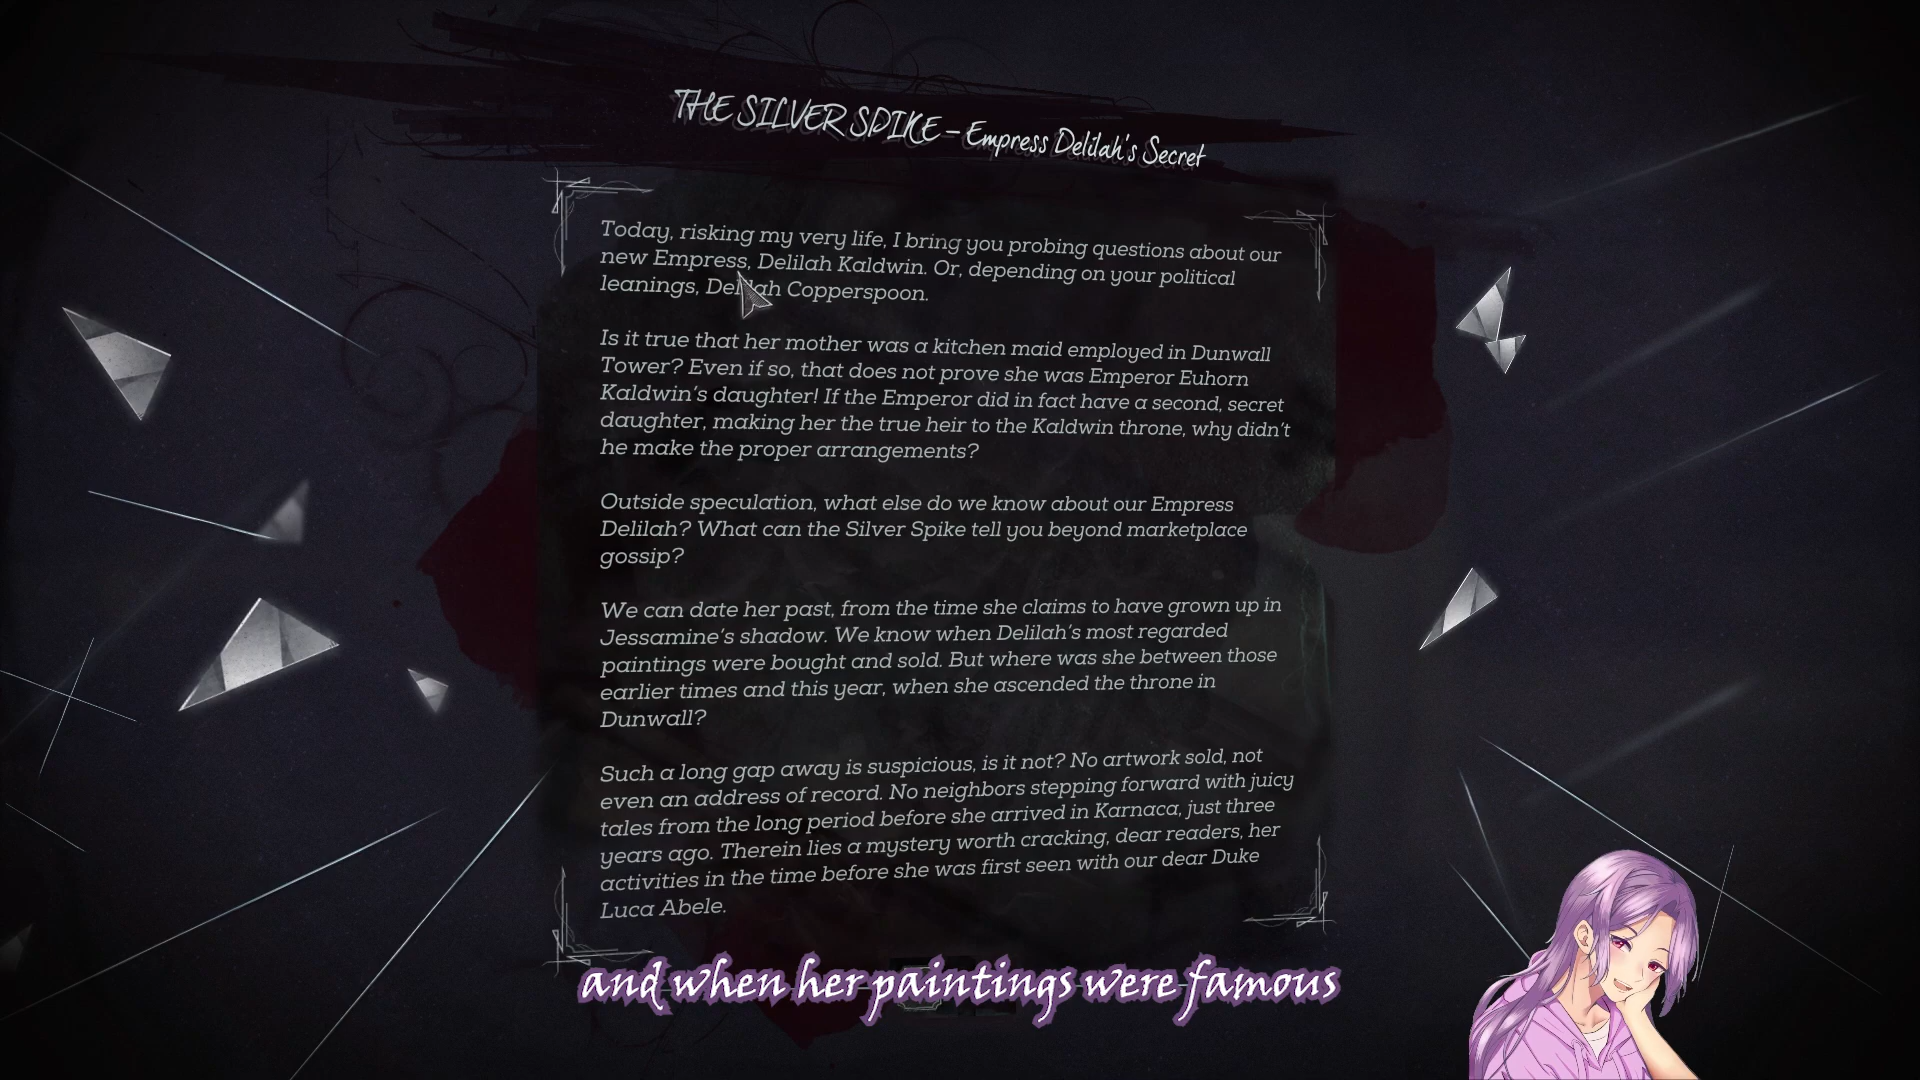 THE SILVER SPIKE – Empress Delilah's Secret
Today, risking my very life, I bring you probing questions about our
new Empress, Delilah Kaldwin. Or, depending on your political
leanings, Delilah Copperspoon.
Is it true that her mother was a kitchen maid employed in Dunwall
Tower? Even if so, that does not prove she was Emperor Euhorn
Kaldwin's daughter! If the Emperor did in fact have a second, secret
daughter, making her the true heir to the Kaldwin throne, why didn't
he make the proper arrangements?
Outside speculation, what else do we know about our Empress
Delilah? What can the Silver Spike tell you beyond marketplace
gossip?
We can date her past, from the time she claims to have grown up in
Jessamine's shadow. We know when Delilah's most regarded
paintings were bought and sold. But where was she between those
earlier times and this year, when she ascended the throne in
Dunwall?
Such a long gap away is suspicious, is it not? No artwork sold, not
even an address of record. No neighbors stepping forward with juicy
tales from the long period before she arrived in Karnaca, just three
years ago. Therein lies a mystery worth cracking, dear readers, her
activities in the time before she was first seen with our dear Duke
Luca Abele.
and when her paintings were famous